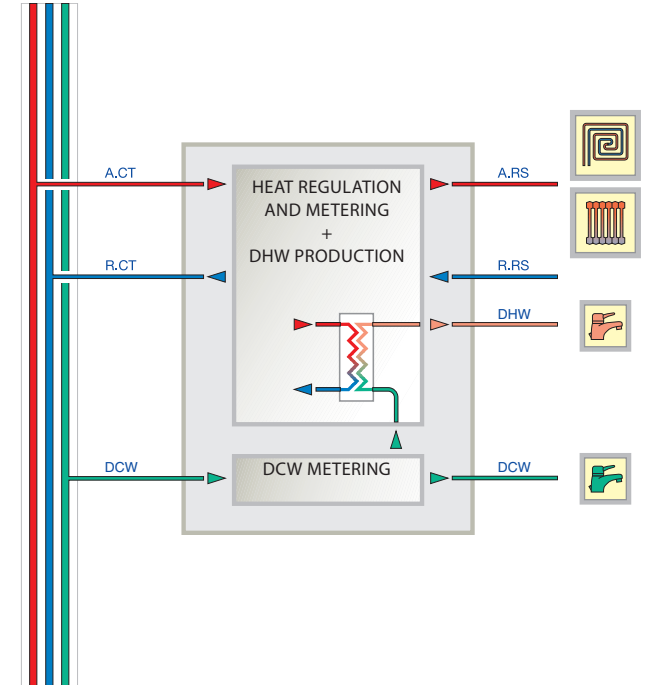 A.CT
HEAT REGULATION
AND METERING
+
DHW PRODUCTION
A.RS
R.CT
R.RS
DHW
DCW
DCW METERING
DCW